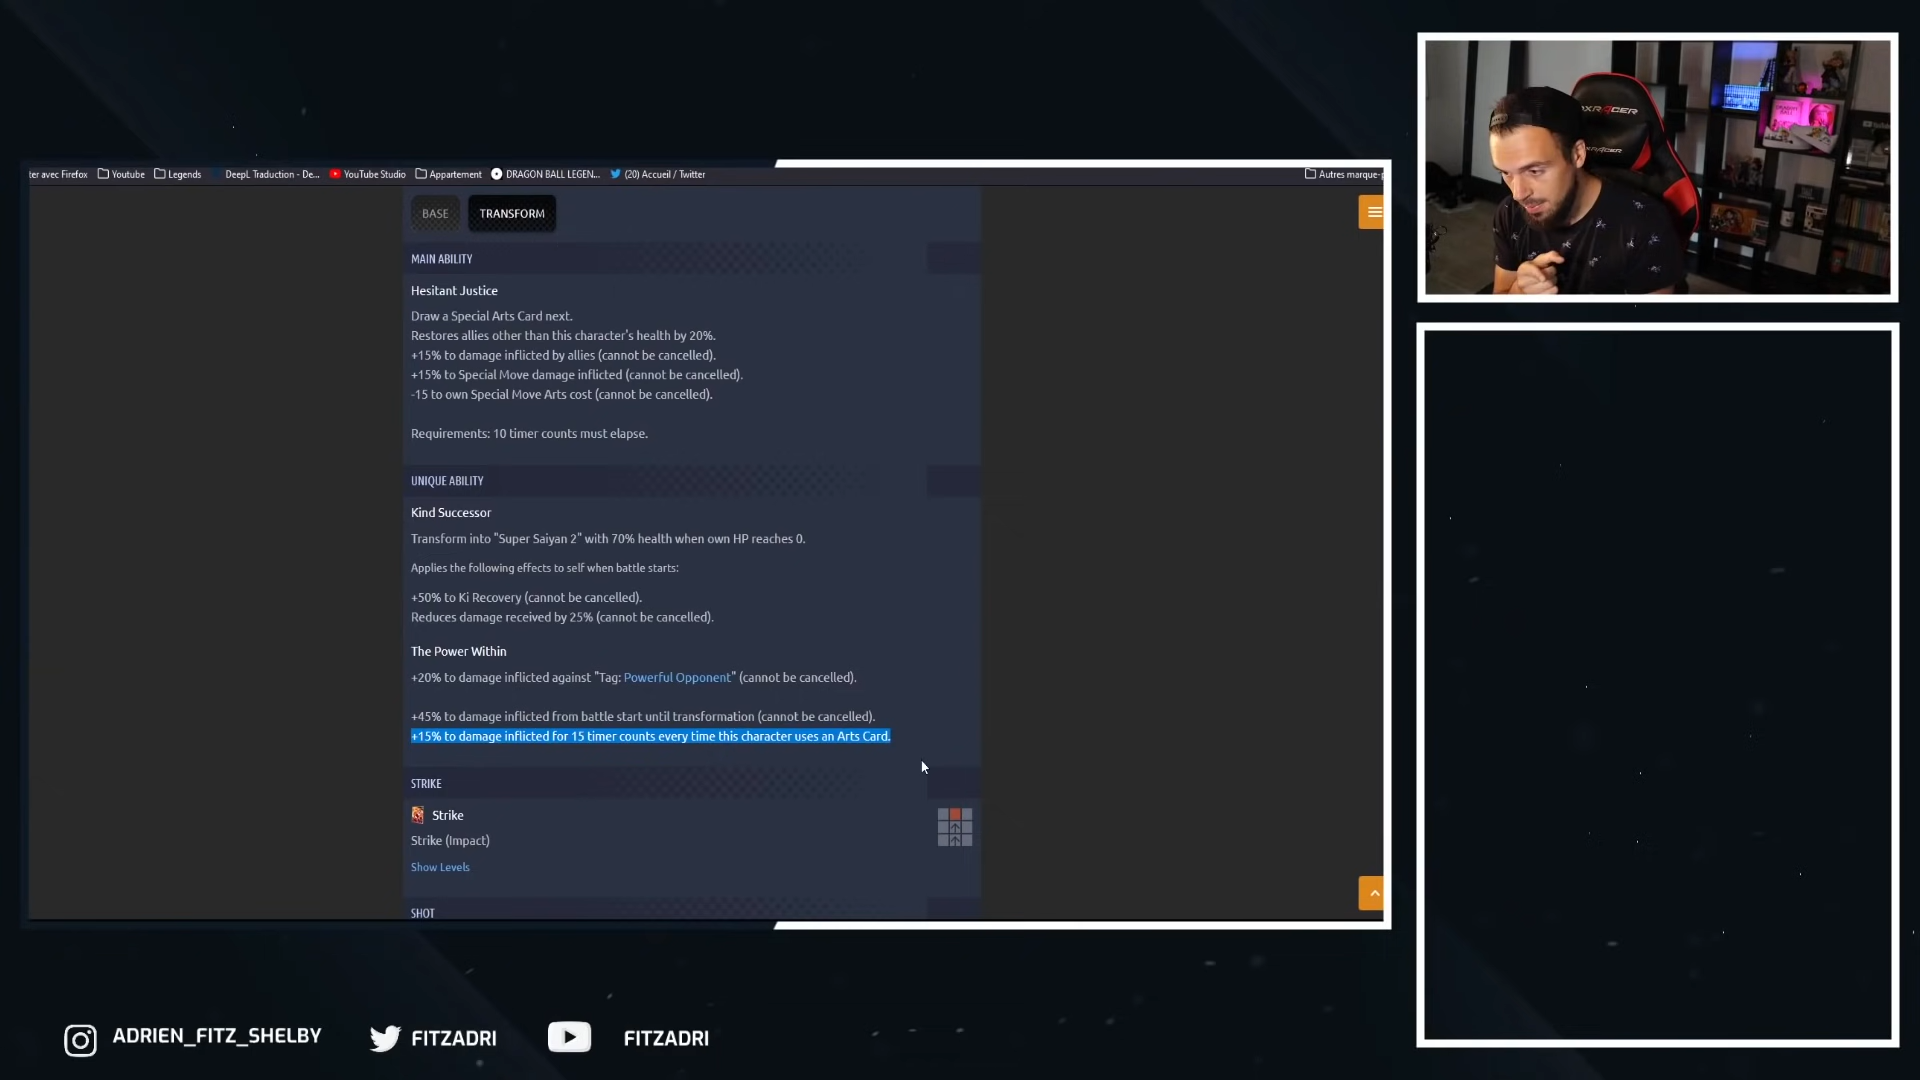 ter avec Firefox
Youtube
Legends
DeepL Traduction - De...
YouTube Studio
Appartement
DRAGON BALL LEGEN...
(20) Accueil / Twitter
BASE
TRANSFORM
MAIN ABILITY
Hesitant Justice
Draw a Special Arts Card next.
Restores allies other than this character's health by 20%.
+15% to damage inflicted by allies (cannot be cancelled).
+15% to Special Move damage inflicted (cannot be cancelled).
-15 to own Special Move Arts cost (cannot be cancelled).
Requirements: 10 timer counts must elapse.
UNIQUE ABILITY
Kind Successor
Transform into "Super Saiyan 2" with 70% health when own HP reaches 0.
Applies the following effects to self when battle starts:
+50% to Ki Recovery (cannot be cancelled).
Reduces damage received by 25% (cannot be cancelled).
The Power Within
+20% to damage inflicted against "Tag: Powerful Opponent" (cannot be cancelled).
+45% to damage inflicted from battle start until transformation (cannot be cancelled).
+15% to damage inflicted for 15 timer counts every time this character uses an Arts Card.
STRIKE
Strike
Strike (Impact)
Show Levels
SHOT
ADRIEN_FITZ_SHELBY
FITZADRI
FITZADRI